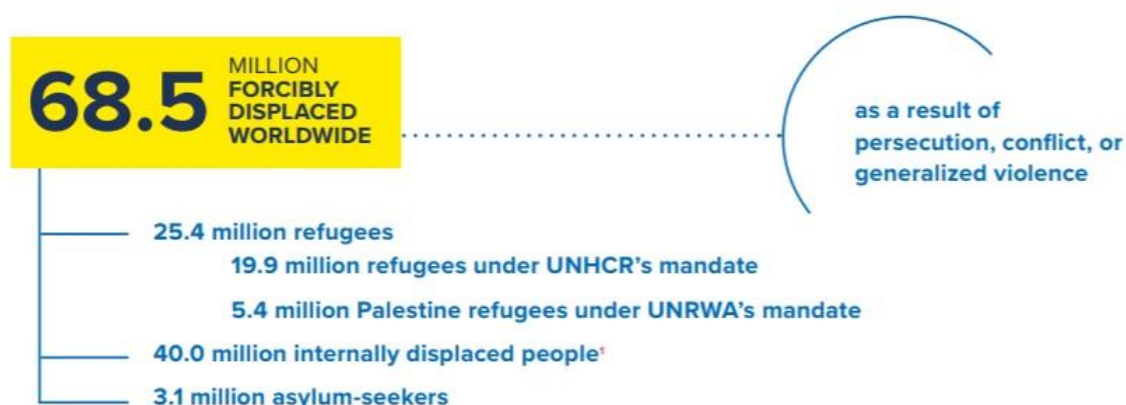 68.5
MILLION
FORCIBLY
DISPLACED
WORLDWIDE
as a result of
persecution, conflict, or
generalized violence
25.4 million refugees
19.9 million refugees under UNHCR’s mandate
5.4 million Palestine refugees under UNRWA’s mandate
40.0 million internally displaced people¹
3.1 million asylum-seekers